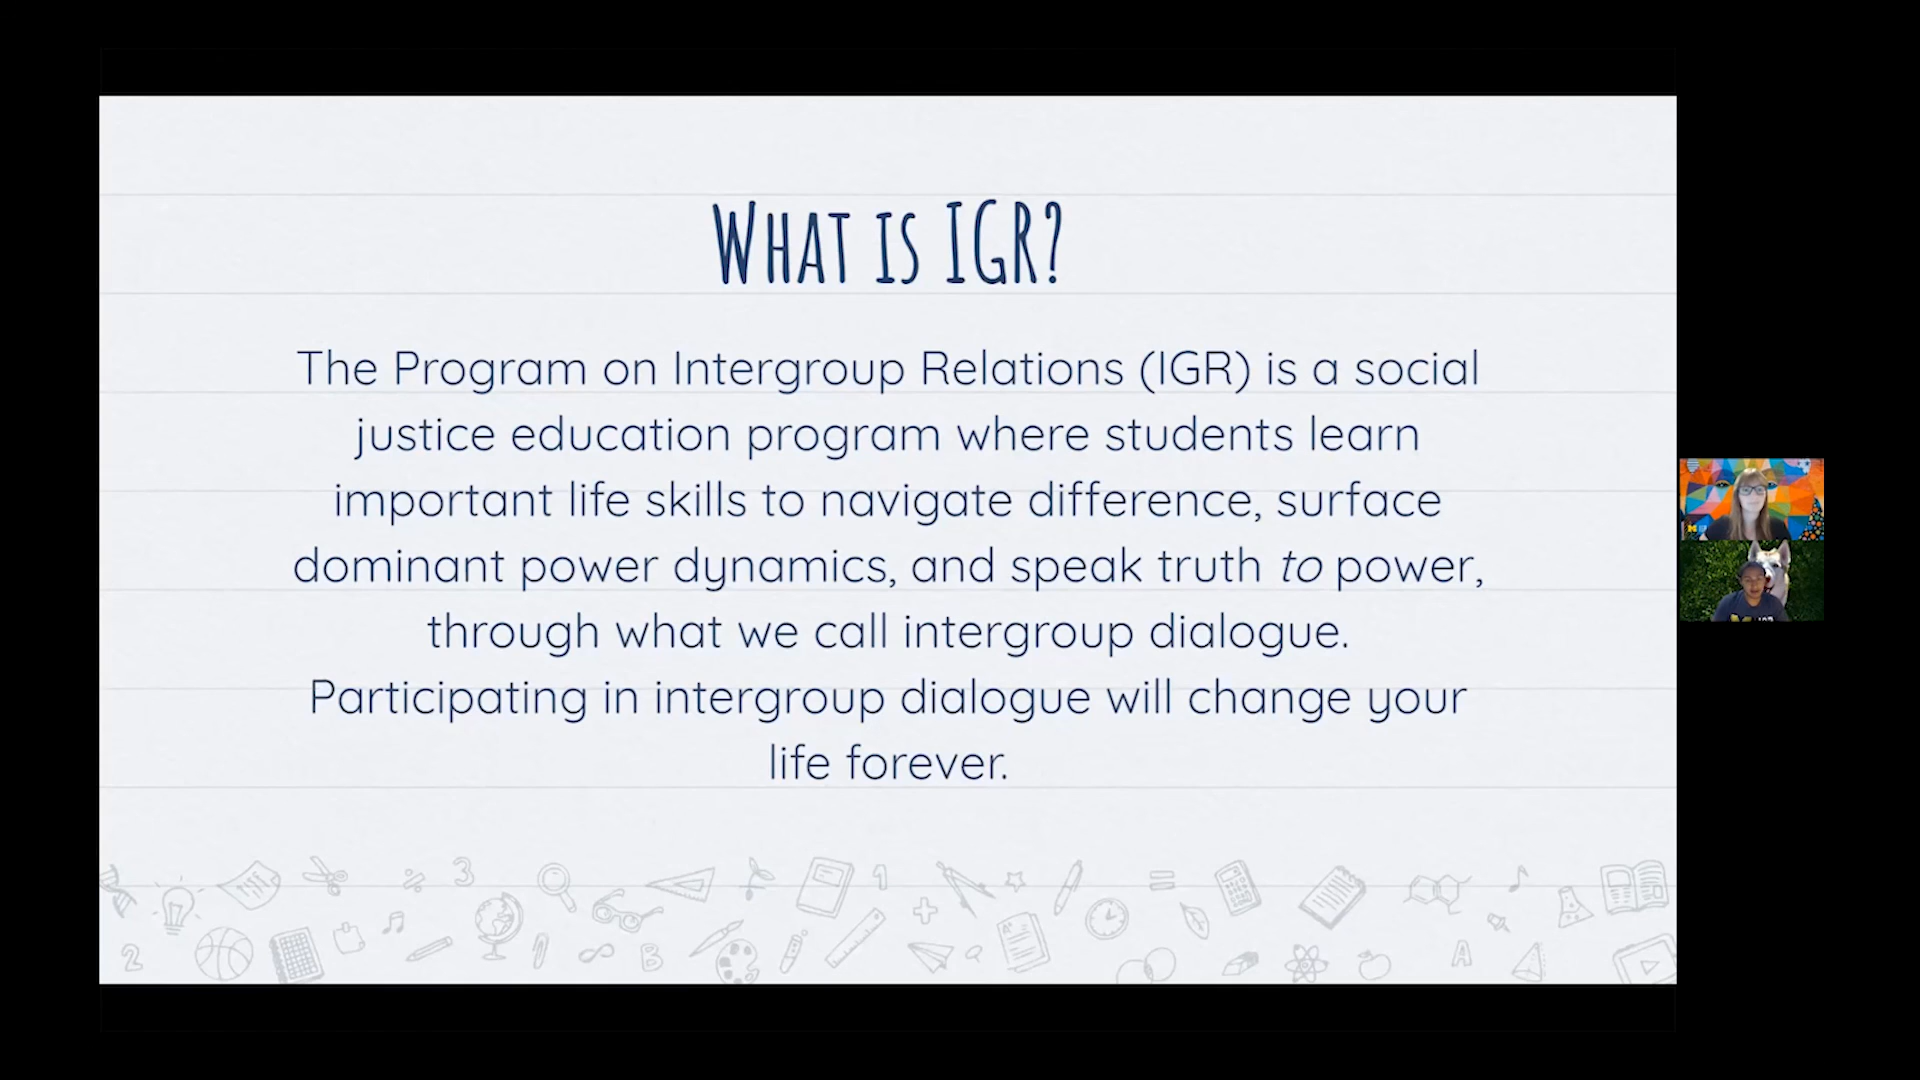 What is IGR?
The Program on Intergroup Relations (IGR) is a social
justice education program where students learn
important life skills to navigate difference, surface
dominant power dynamics, and speak truth to power,
through what we call intergroup dialogue.
Participating in intergroup dialogue will change your
life forever.